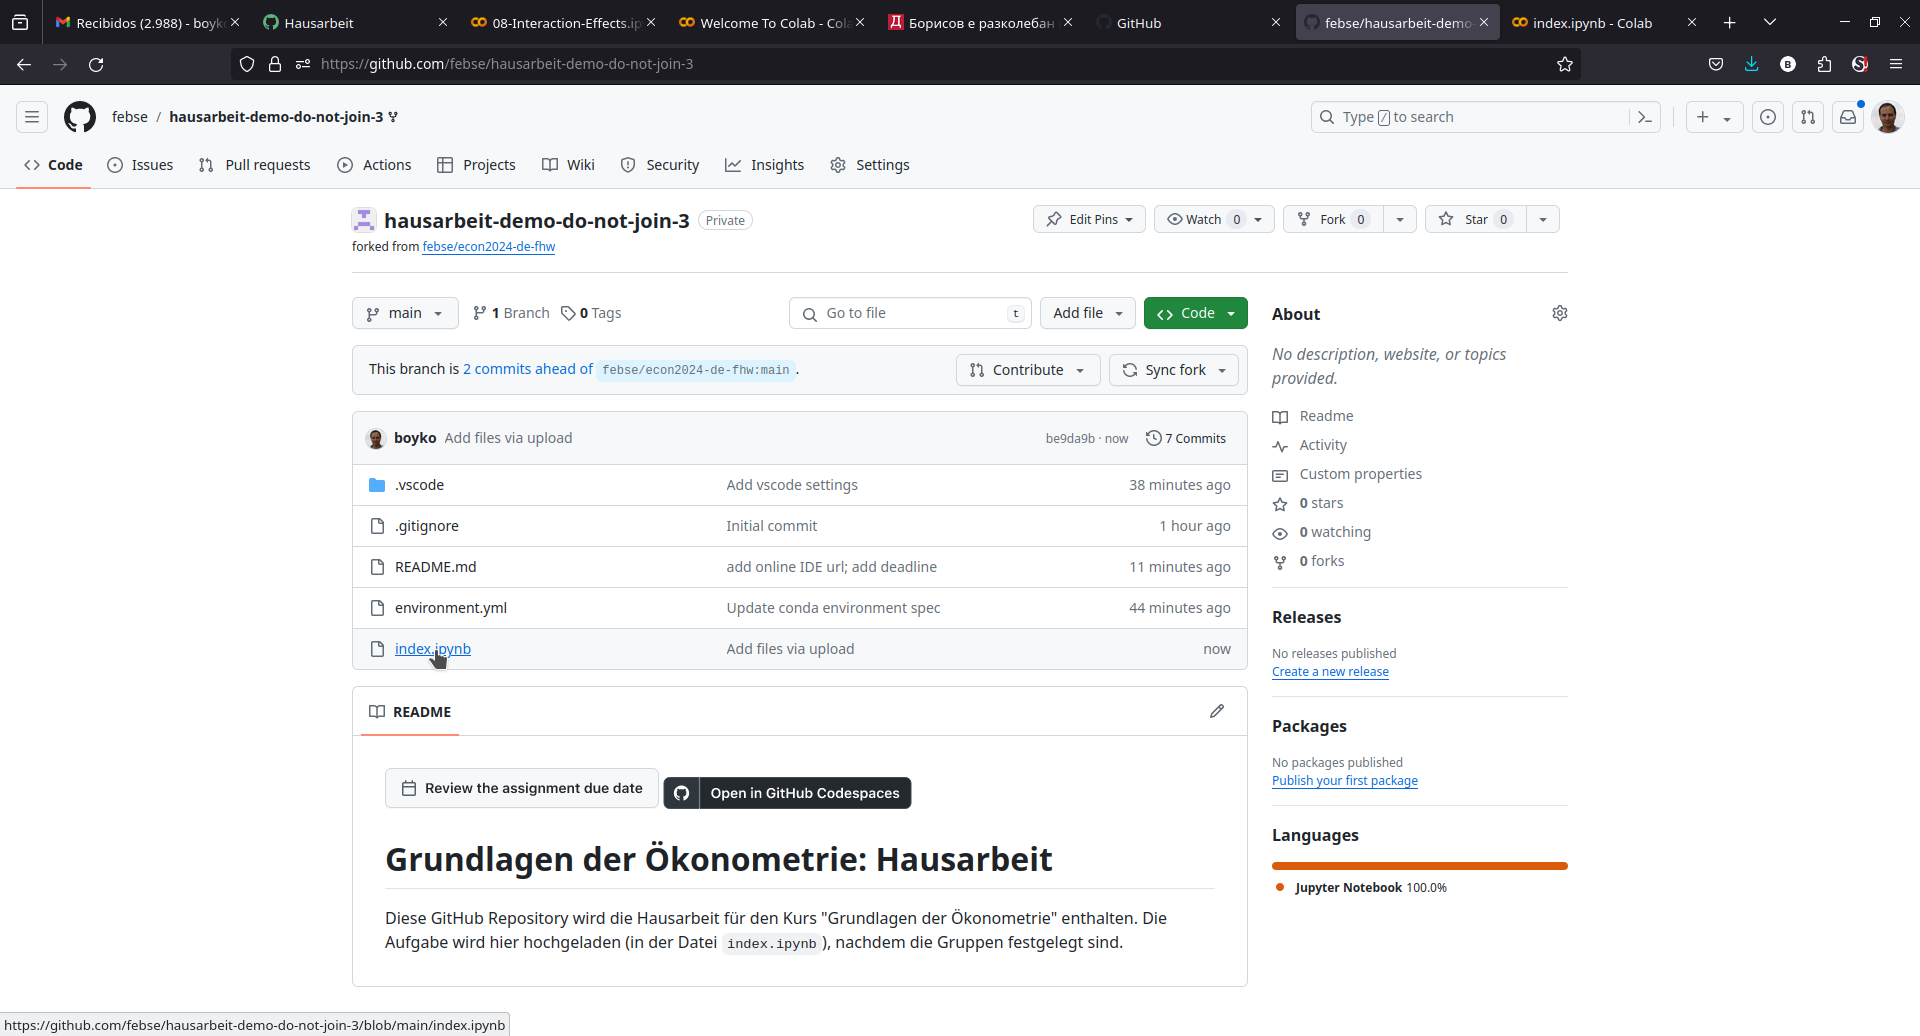 Recibidos (2.988) - boyk
Hausarbeit
08-Interaction-Effects.ip
Welcome To Colab - Col
Борисов е разколебан
GitHub
febse/hausarbeit-demo-
index.ipynb - Colab
https://github.com/febse/hausarbeit-demo-do-not-join-3
febse / hausarbeit-demo-do-not-join-3
Type / to search
Code
Issues
Pull requests
Actions
Projects
Wiki
Security
Insights
Settings
hausarbeit-demo-do-not-join-3 Private
Edit Pins
Watch 0
Fork 0
Star 0
forked from febse/econ2024-de-fhw
main
1 Branch
0 Tags
Go to file t
Add file
Code
This branch is 2 commits ahead of febse/econ2024-de-fhw:main .
Contribute
Sync fork
boyko Add files via upload be9da9b · now 7 Commits
.vscode Add vscode settings 38 minutes ago
.gitignore Initial commit 1 hour ago
README.md add online IDE url; add deadline 11 minutes ago
environment.yml Update conda environment spec 44 minutes ago
index.ipynb Add files via upload now
README
Review the assignment due date
Open in GitHub Codespaces
Grundlagen der Ökonometrie: Hausarbeit
Diese GitHub Repository wird die Hausarbeit für den Kurs "Grundlagen der Ökonometrie" enthalten. Die
Aufgabe wird hier hochgeladen (in der Datei index.ipynb ), nachdem die Gruppen festgelegt sind.
About
No description, website, or topics
provided.
Readme
Activity
Custom properties
0 stars
0 watching
0 forks
Releases
No releases published
Create a new release
Packages
No packages published
Publish your first package
Languages
Jupyter Notebook 100.0%
https://github.com/febse/hausarbeit-demo-do-not-join-3/blob/main/index.ipynb